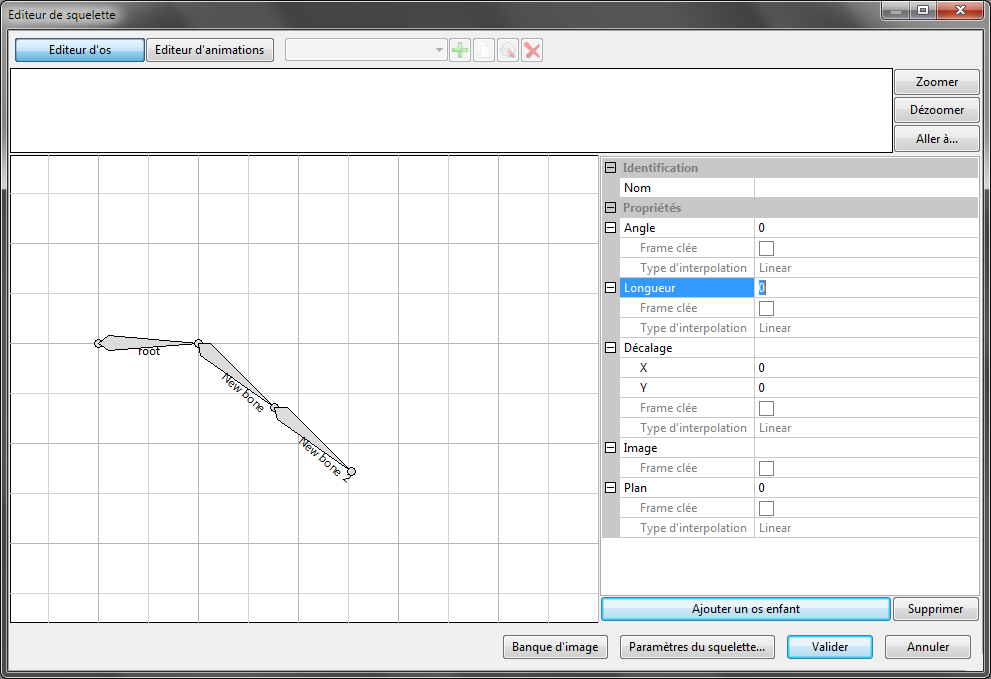 Editeur de squelette
Editeur d'os
Editeur d'animations
Zoomer
Dézoomer
Aller à...
Identification
Nom
Propriétés
Angle 0
Frame clée
Type d'interpolation Linear
Longueur 0
Frame clée
Type d'interpolation Linear
Décalage
X 0
Y 0
Frame clée
Type d'interpolation Linear
Image
Frame clée
Plan 0
Frame clée
Type d'interpolation Linear
root
New bone
New bone 2
Ajouter un os enfant
Supprimer
Banque d'image
Paramètres du squelette...
Valider
Annuler